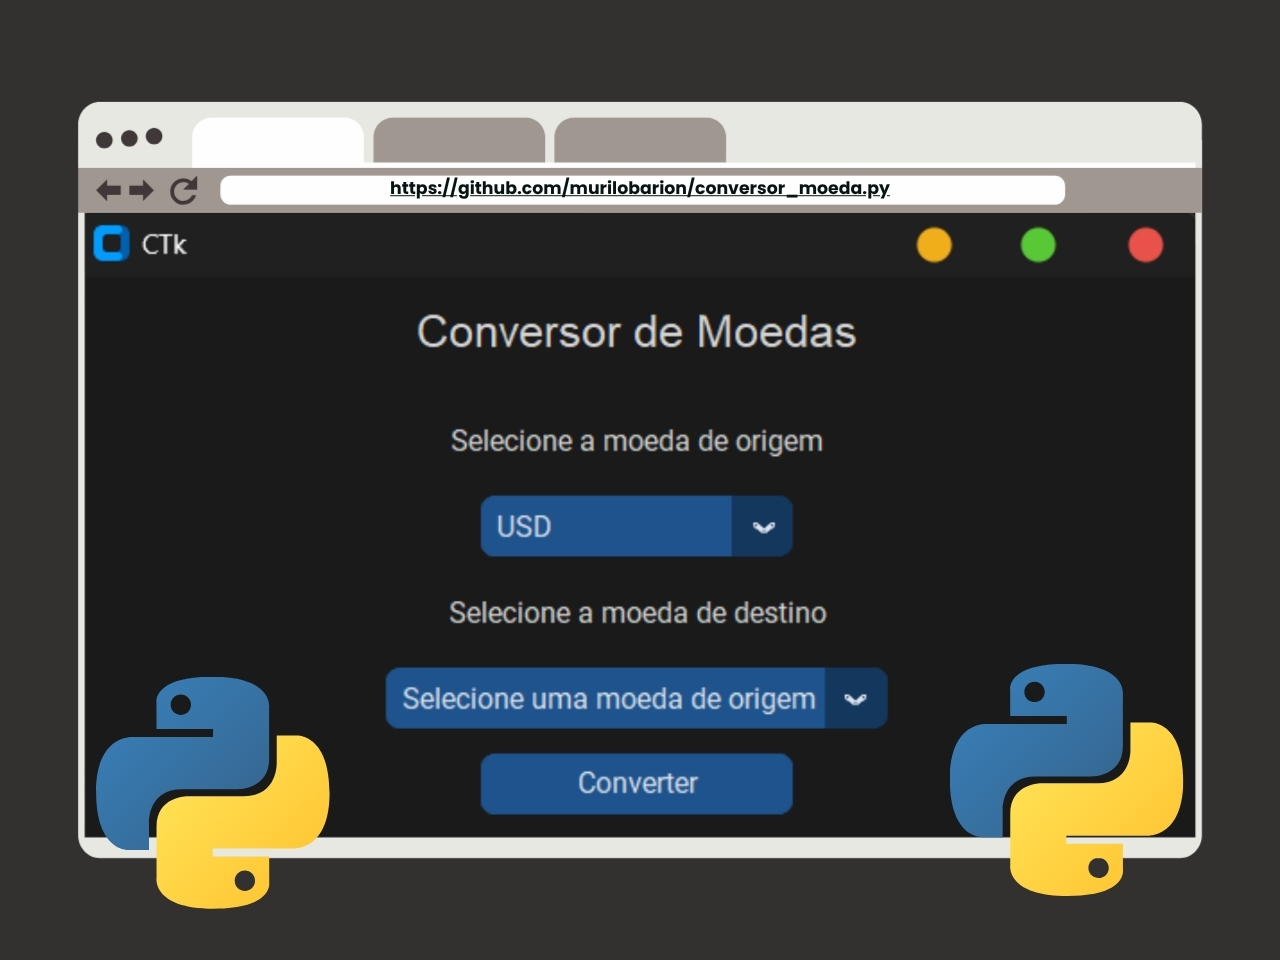 https://github.com/murilobarion/conversor_moeda.py
CTk
Conversor de Moedas
Selecione a moeda de origem
USD
Selecione a moeda de destino
Selecione uma moeda de origem
Converter